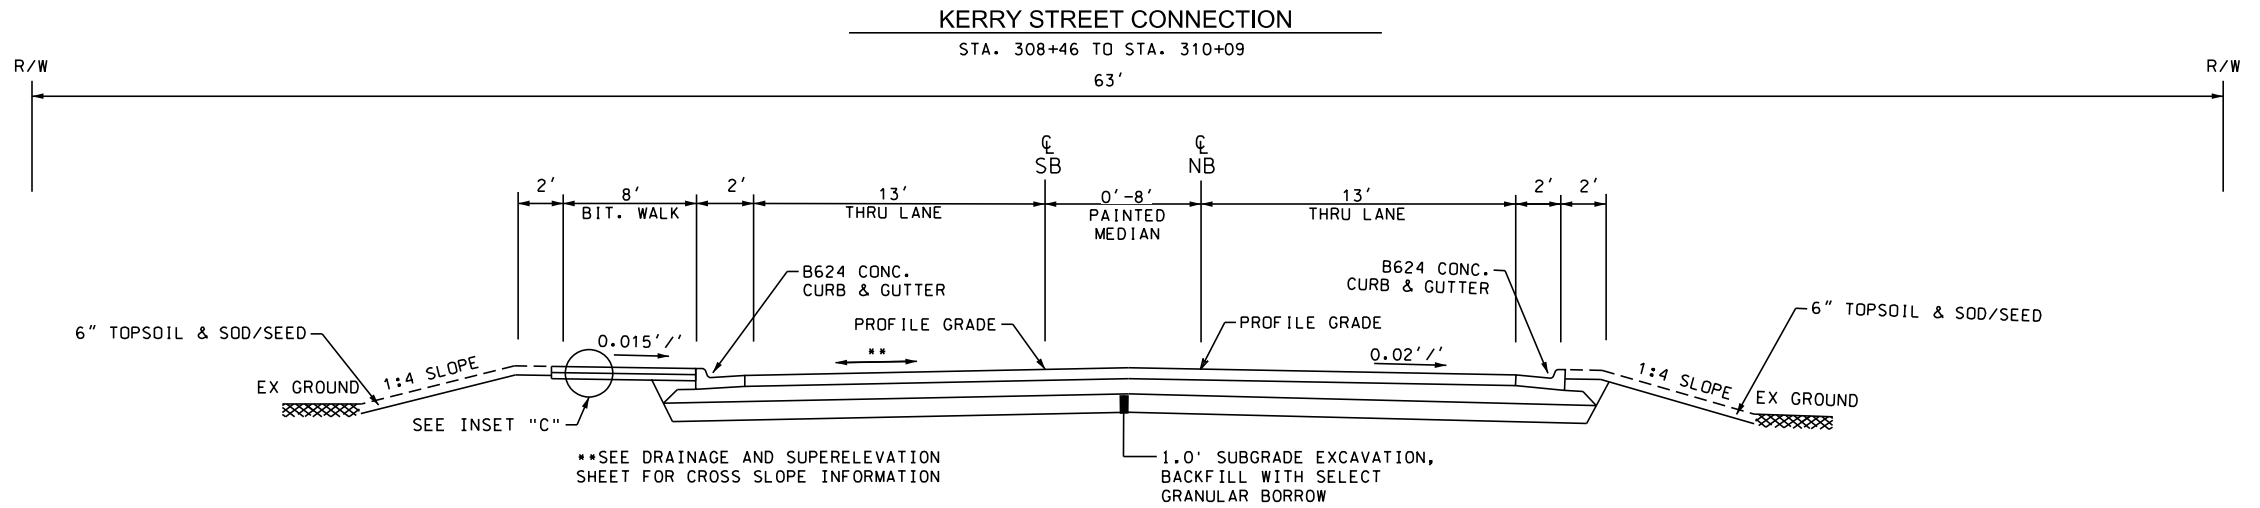 KERRY STREET CONNECTION
STA. 308+46 TO STA. 310+09
R/W
R/W
63'
℄
SB
℄
NB
2'
8'
BIT. WALK
2'
13'
THRU LANE
0'-8'
PAINTED
MEDIAN
13'
THRU LANE
2'
2'
B624 CONC.
CURB & GUTTER
B624 CONC.
CURB & GUTTER
6" TOPSOIL & SOD/SEED
PROFILE GRADE
PROFILE GRADE
6" TOPSOIL & SOD/SEED
0.015'/'
**
0.02'/'
1:4 SLOPE
1:4 SLOPE
EX GROUND
EX GROUND
SEE INSET "C"
**SEE DRAINAGE AND SUPERELEVATION
SHEET FOR CROSS SLOPE INFORMATION
1.0' SUBGRADE EXCAVATION,
BACKFILL WITH SELECT
GRANULAR BORROW